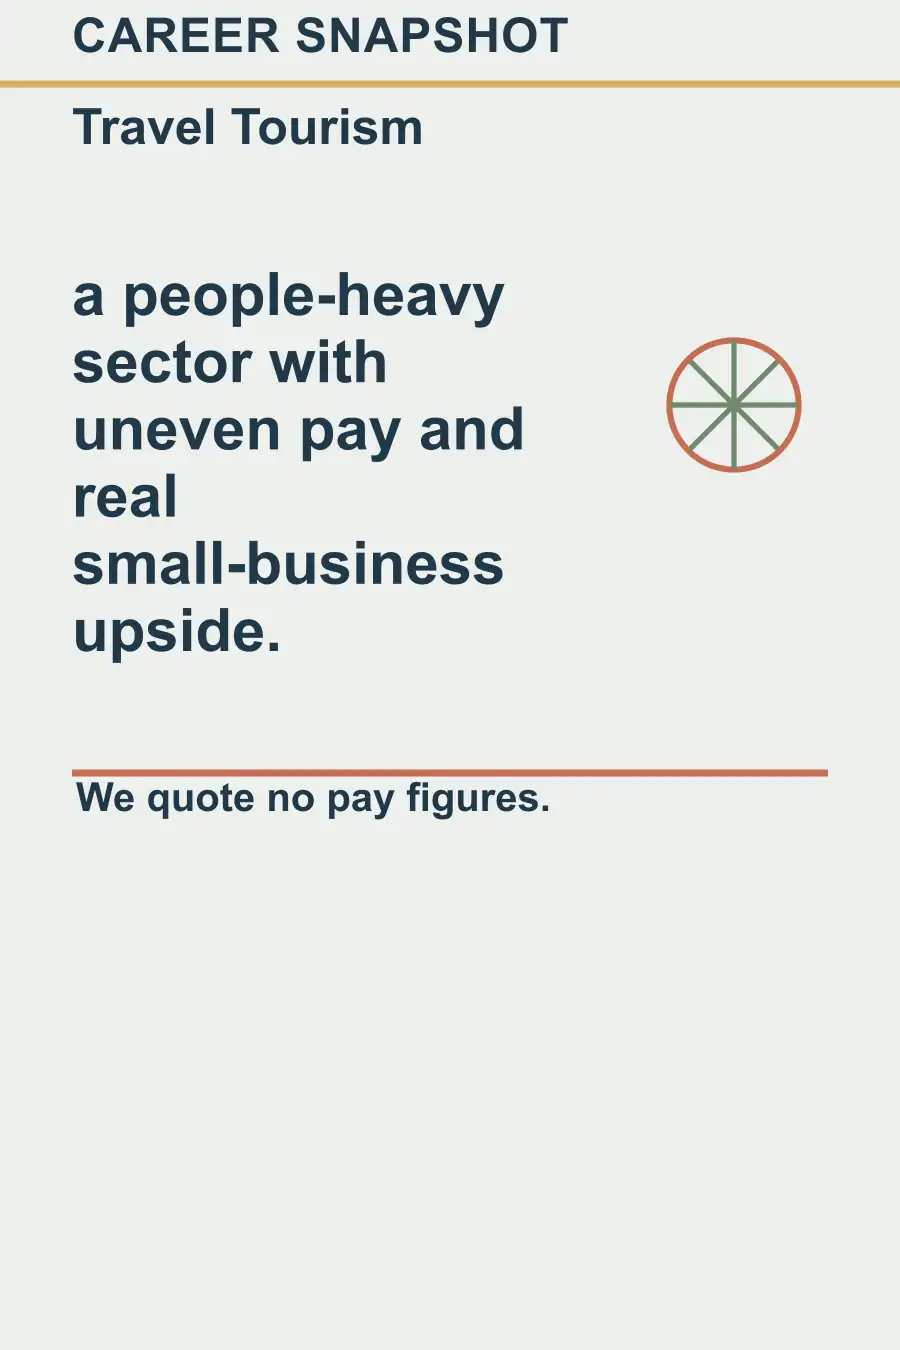 CAREER SNAPSHOT
Travel Tourism
a people-heavy
sector with
uneven pay and
real
small-business
upside.
We quote no pay figures.